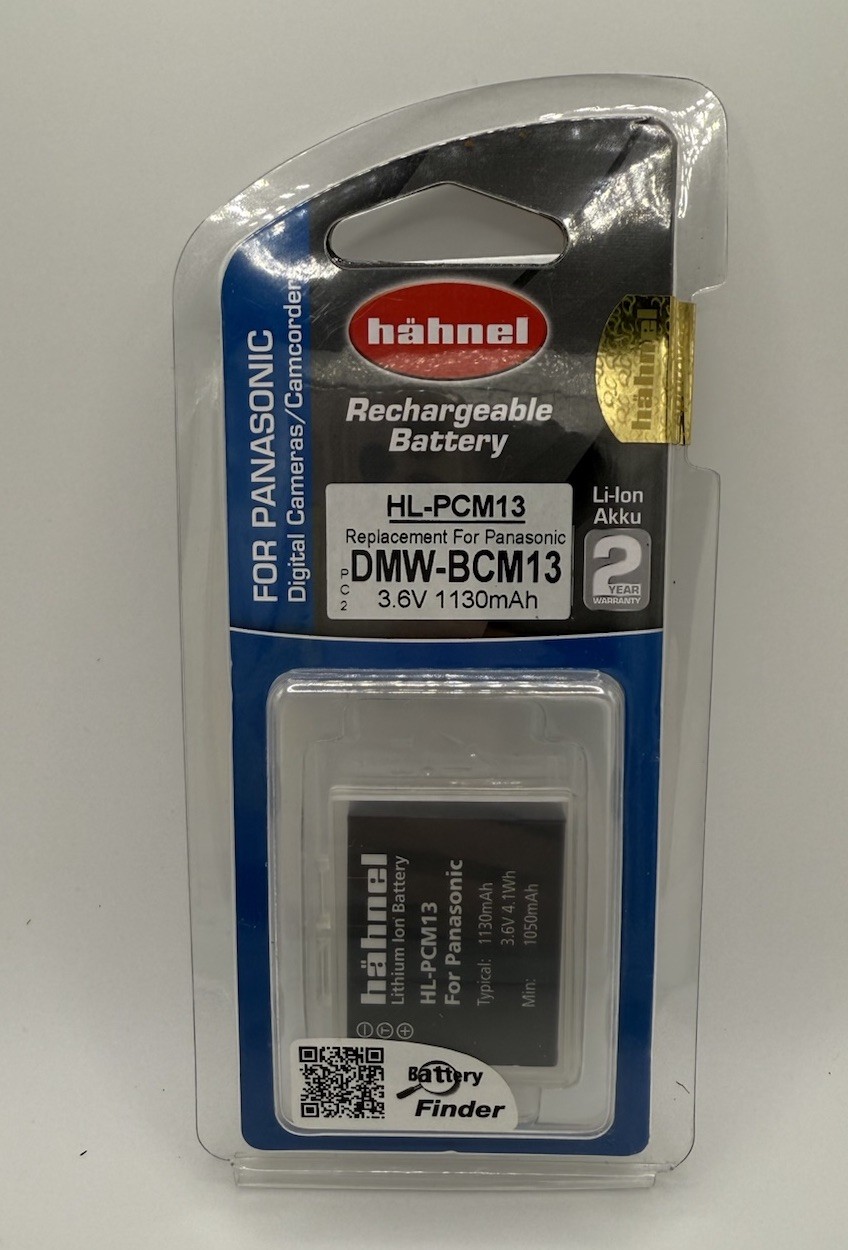 hähnel
hähnel
Rechargeable
Battery
FOR PANASONIC
Digital Cameras/Camcorders
HL-PCM13
Replacement For Panasonic
DMW-BCM13
3.6V 1130mAh
PC2
Li-Ion
Akku
2
YEAR
WARRANTY
hähnel
Lithium Ion Battery
HL-PCM13
For Panasonic
Typical: 1130mAh
3.6V 4.1Wh
Min: 1050mAh
− T +
Battery
Finder